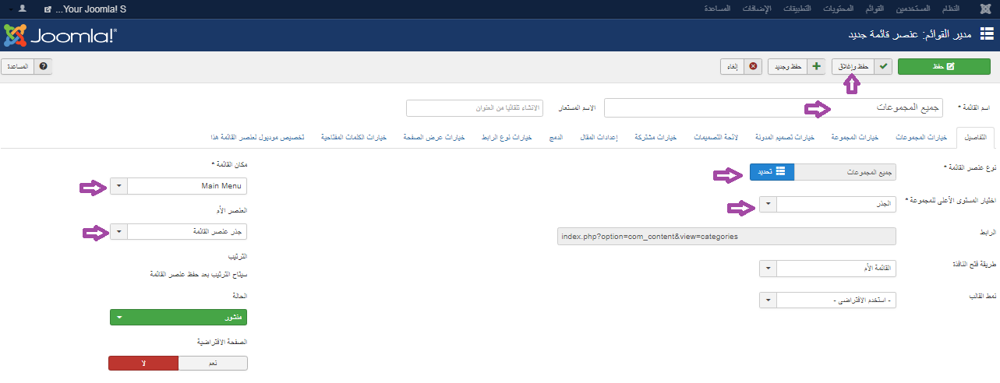 النظام المستخدمين القوائم المحتويات التطبيقات الإضافات المساعدة Your Joomla! S...
مدير القوائم: عنصر قائمة جديد Joomla!®
حفظ حفظ وإغلاق حفظ وجديد إلغاء المساعدة
اسم القائمة * جميع المجموعات الاسم المستعار الانشاء تلقائيا من العنوان
التفاصيل خيارات المجموعات خيارات المجموعة خيارات تصميم المدونة لائحة التصميمات خيارات مشتركة إعدادات المقال الدمج خيارات نوع الرابط خيارات عرض الصفحة خيارات الكلمات المفتاحية تخصيص موديول لعنصر القائمة هذا
نوع عنصر القائمة * جميع المجموعات تحديد
اختيار المستوى الأعلى للمجموعة * الجذر
الرابط index.php?option=com_content&view=categories
طريقة فتح النافذة القائمة الأم
نمط القالب - استخدم الافتراضي -
مكان القائمة *
Main Menu
العنصر الأم
جذر عنصر القائمة
الترتيب
سيتاح الترتيب بعد حفظ عنصر القائمة
الحالة
منشور
الصفحة الافتراضية
نعم لا